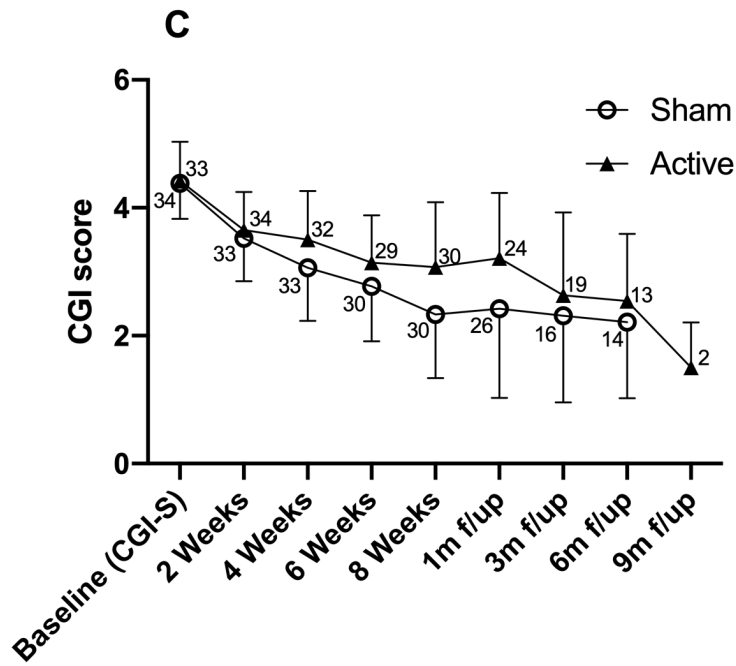 C
6
4
2
0
CGI score
Sham
Active
33
34
34
33
32
33
29
30
30
30
24
26
19
16
13
14
2
Baseline (CGI-S)
2 Weeks
4 Weeks
6 Weeks
8 Weeks
1m f/up
3m f/up
6m f/up
9m f/up